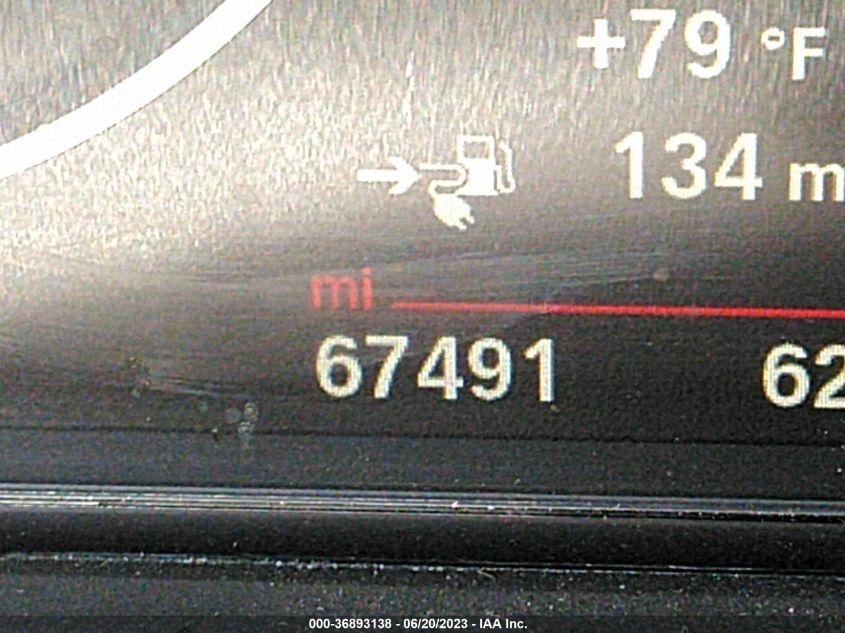 +79 °F
134 m
mi
67491 62
000-36893138 - 06/20/2023 - IAA Inc.